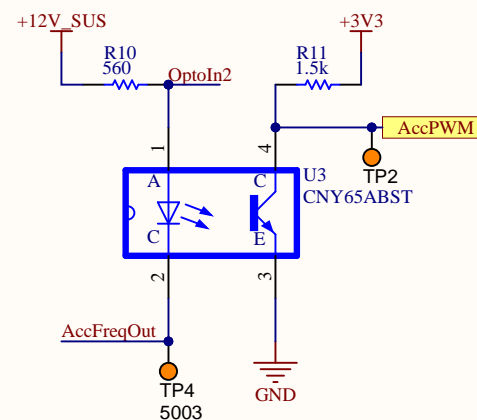 +12V_SUS
+3V3
R10
560
OptoIn2
R11
1.5k
AccPWM
1
4
TP2
A
C
U3
CNY65ABST
C
E
2
3
AccFreqOut
TP4
5003
GND